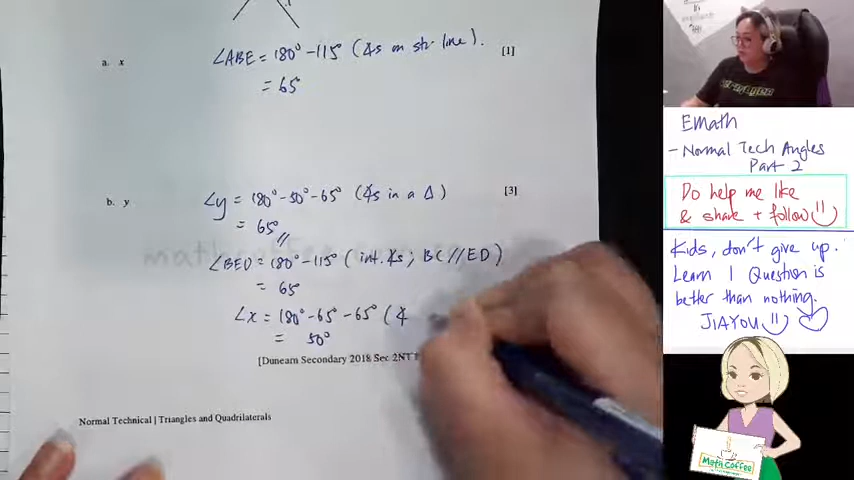 a. x
∠ABE = 180° - 115° (∠s on str line). [1]
= 65°
b. y
∠y = 180° - 50° - 65° (∠s in a Δ) [3]
= 65°
∠BED = 180° - 115° (int. ∠s; BC//ED)
= 65°
∠x = 180° - 65° - 65° (∠
= 50°
[Dunearn Secondary 2018 Sec 2NT
Normal Technical | Triangles and Quadrilaterals
EMath
- Normal Tech Angles
Part 2
Do help me like
& share + follow
Kids, don't give up.
Learn 1 Question is
better than nothing.
JIAYOU
Math Coffee